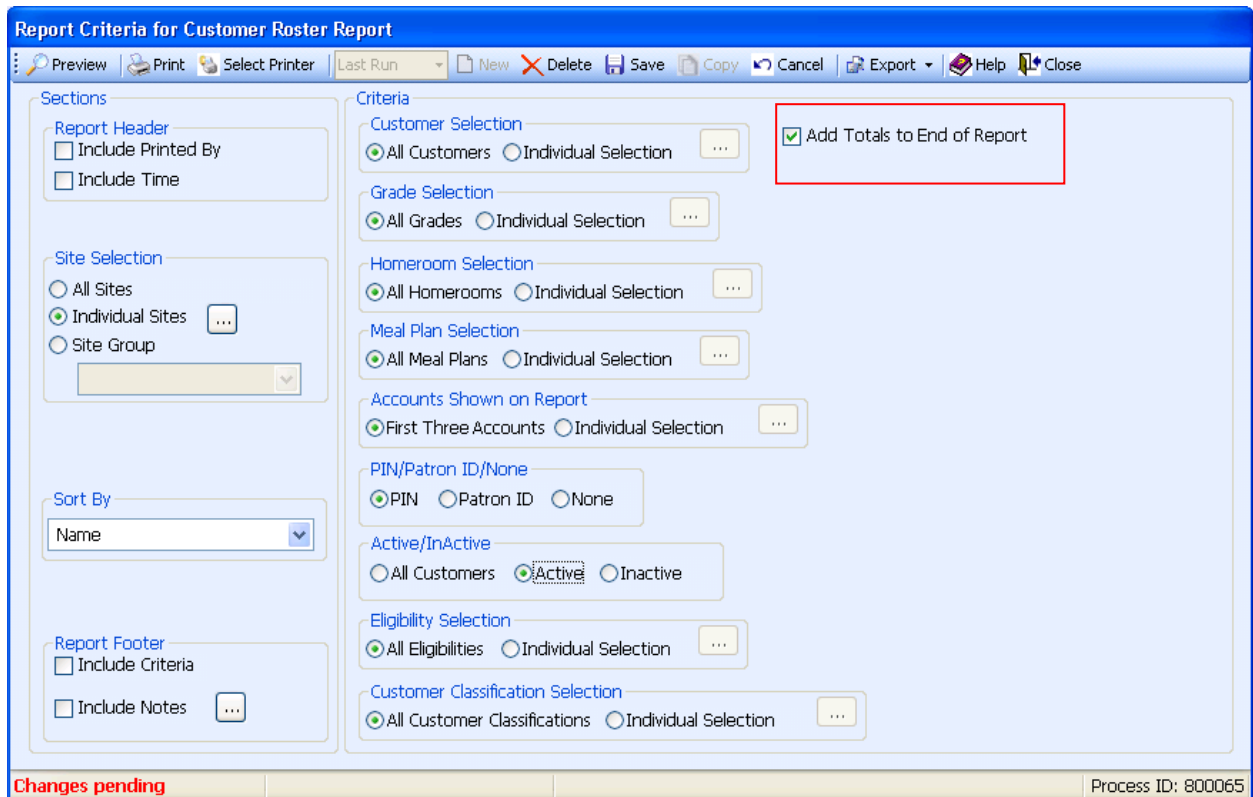 Report Criteria for Customer Roster Report
Preview Print Select Printer Last Run New Delete Save Copy Cancel Export Help Close
Sections
Report Header
Include Printed By
Include Time
Site Selection
All Sites
Individual Sites ...
Site Group
Sort By
Name
Report Footer
Include Criteria
Include Notes ...
Criteria
Customer Selection
All Customers Individual Selection ...
Add Totals to End of Report
Grade Selection
All Grades Individual Selection ...
Homeroom Selection
All Homerooms Individual Selection ...
Meal Plan Selection
All Meal Plans Individual Selection ...
Accounts Shown on Report
First Three Accounts Individual Selection ...
PIN/Patron ID/None
PIN Patron ID None
Active/InActive
All Customers Active Inactive
Eligibility Selection
All Eligibilities Individual Selection ...
Customer Classification Selection
All Customer Classifications Individual Selection ...
Changes pending
Process ID: 800065